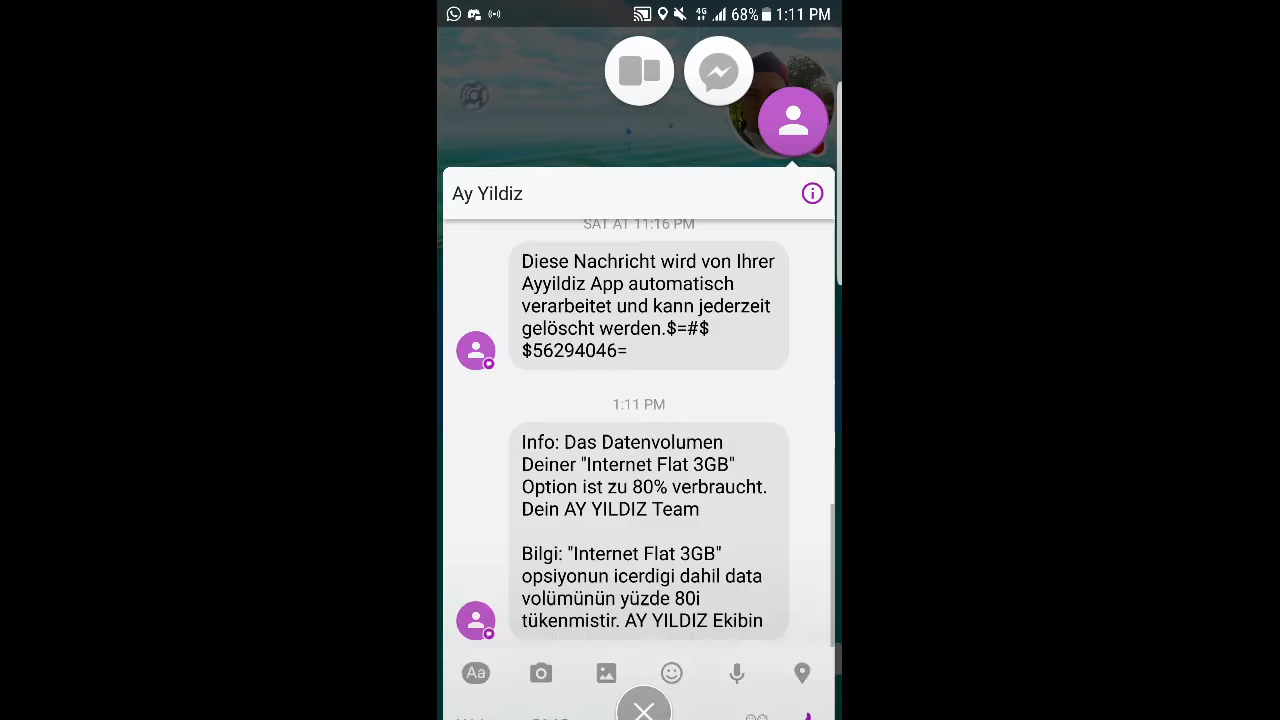 4G 68% 1:11 PM
Ay Yildiz
SAT AT 11:16 PM
Diese Nachricht wird von Ihrer
Ayyildiz App automatisch
verarbeitet und kann jederzeit
gelöscht werden.$=#$
$56294046=
1:11 PM
Info: Das Datenvolumen
Deiner "Internet Flat 3GB"
Option ist zu 80% verbraucht.
Dein AY YILDIZ Team
Bilgi: "Internet Flat 3GB"
opsiyonun icerdigi dahil data
volümünün yüzde 80i
tükenmistir. AY YILDIZ Ekibin
Aa